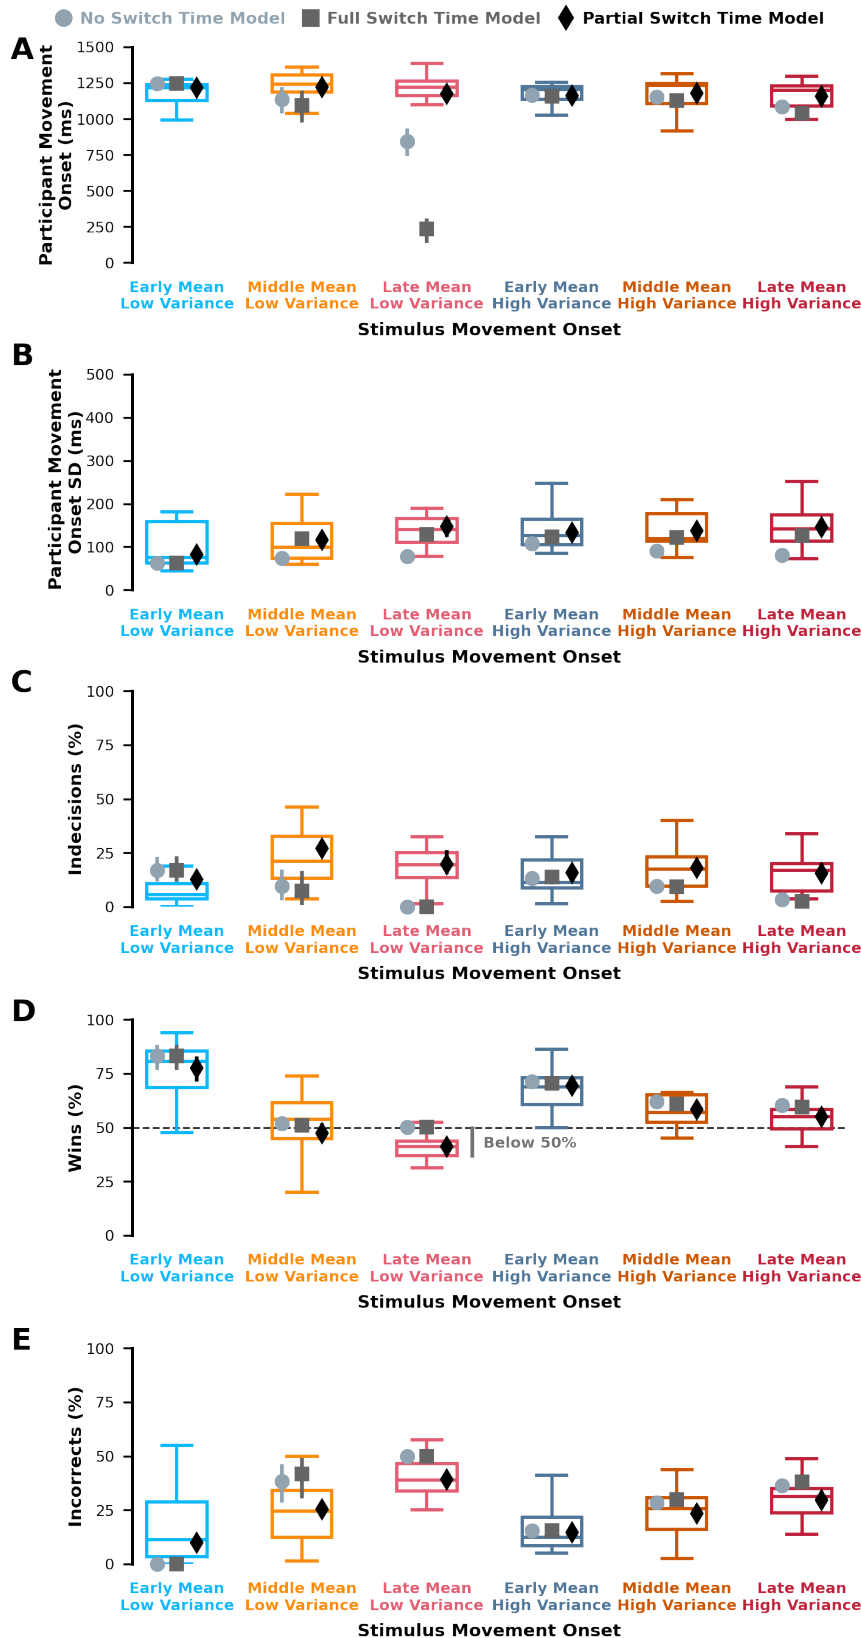 No Switch Time Model Full Switch Time Model Partial Switch Time Model
A
Participant Movement
Onset (ms)
1500
1250
1000
750
500
250
0
Early Mean Middle Mean Late Mean Early Mean Middle Mean Late Mean
Low Variance Low Variance Low Variance High Variance High Variance High Variance
Stimulus Movement Onset
B
Participant Movement
Onset SD (ms)
500
400
300
200
100
0
Early Mean Middle Mean Late Mean Early Mean Middle Mean Late Mean
Low Variance Low Variance Low Variance High Variance High Variance High Variance
Stimulus Movement Onset
C
Indecisions (%)
100
75
50
25
0
Early Mean Middle Mean Late Mean Early Mean Middle Mean Late Mean
Low Variance Low Variance Low Variance High Variance High Variance High Variance
Stimulus Movement Onset
D
Wins (%)
100
75
50
25
0
Below 50%
Early Mean Middle Mean Late Mean Early Mean Middle Mean Late Mean
Low Variance Low Variance Low Variance High Variance High Variance High Variance
Stimulus Movement Onset
E
Incorrects (%)
100
75
50
25
0
Early Mean Middle Mean Late Mean Early Mean Middle Mean Late Mean
Low Variance Low Variance Low Variance High Variance High Variance High Variance
Stimulus Movement Onset